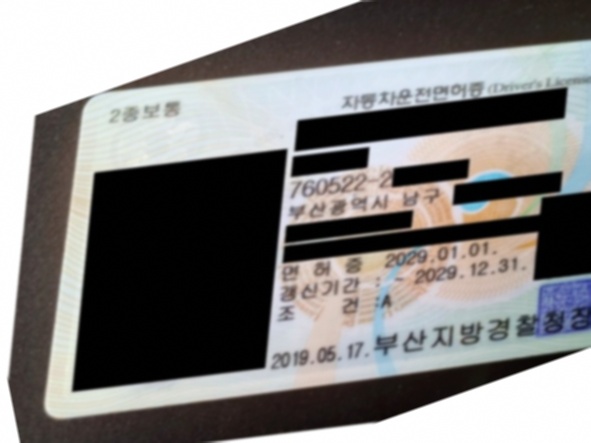 2종보통
자동차운전면허증 (Driver's License
760522-2
부산광역시 남구
면 허 증 2029.01.01.
갱신기간 : ~ 2029.12.31.
조 건 :A
2019.05.17. 부산지방경찰청장